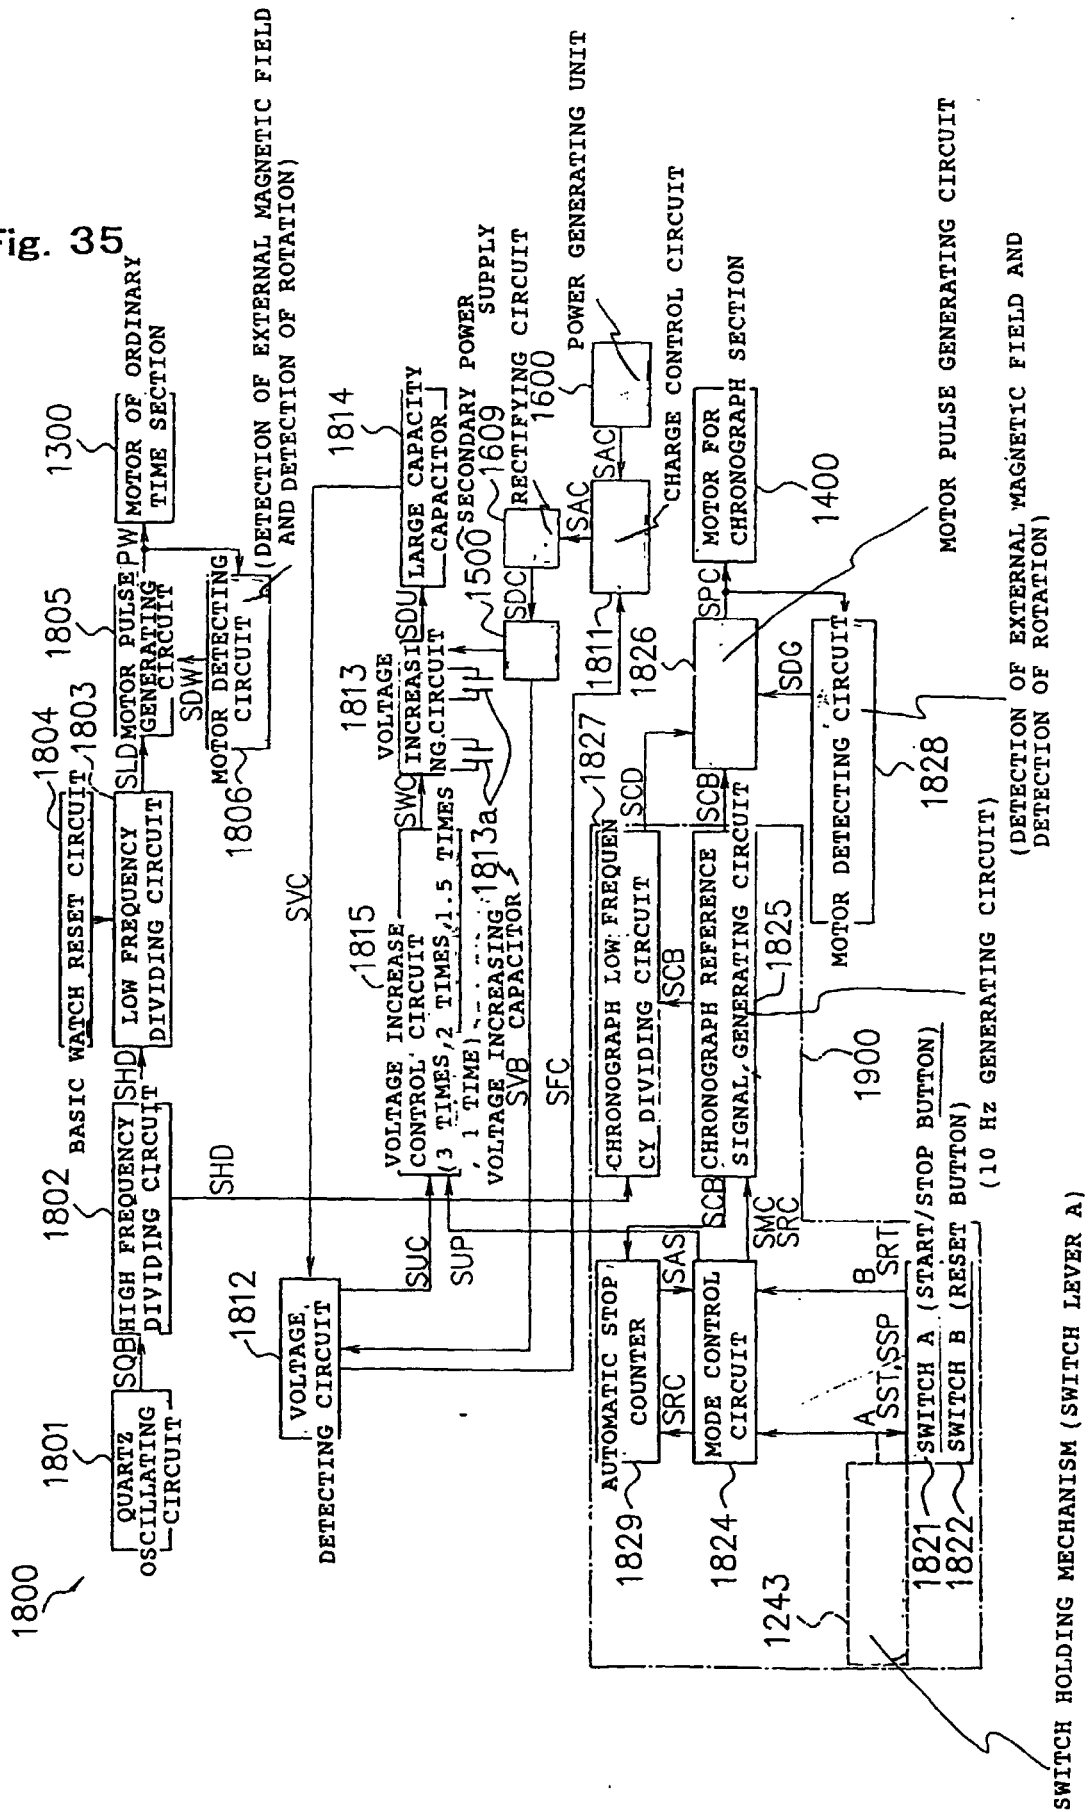 Fig. 35
1800
1801
QUARTZ
OSCILLATING
CIRCUIT
SQB
1802
HIGH FREQUENCY
DIVIDING CIRCUIT
SHD
SHD
BASIC WATCH RESET CIRCUIT
1804
1803
LOW FREQUENCY
DIVIDING CIRCUIT
SLD
1805
MOTOR PULSE
GENERATING
CIRCUIT
PW
1300
MOTOR OF ORDINARY
TIME SECTION
SDW
MOTOR DETECTING
CIRCUIT
1806
(DETECTION OF EXTERNAL MAGNETIC FIELD
AND DETECTION OF ROTATION)
1812
VOLTAGE
DETECTING CIRCUIT
SVC
SUC
SUP
1815
VOLTAGE INCREASE
CONTROL CIRCUIT
(3 TIMES, 2 TIMES, 1.5 TIMES
, 1 TIME)
SWC
1813
VOLTAGE
INCREASI
NG CIRCUIT
SDU
1814
LARGE CAPACITY
CAPACITOR
1813a
VOLTAGE INCREASING
CAPACITOR
SVB
SFC
1500
SECONDARY POWER
SUPPLY
SDC
1609
RECTIFYING CIRCUIT
SAC
1600
SAC
POWER GENERATING UNIT
1811
CHARGE CONTROL CIRCUIT
1827
CHRONOGRAPH LOW FREQUEN
CY DIVIDING CIRCUIT
SCD
SCB
CHRONOGRAPH REFERENCE
SIGNAL GENERATING CIRCUIT
1825
SCB
SCB
1826
SPC
MOTOR FOR
CHRONOGRAPH SECTION
1400
MOTOR PULSE GENERATING CIRCUIT
SDG
MOTOR DETECTING CIRCUIT
1828
(DETECTION OF EXTERNAL MAGNETIC FIELD AND
DETECTION OF ROTATION)
AUTOMATIC STOP
COUNTER
1829
SRC
SAS
MODE CONTROL
CIRCUIT
1824
SMC
SRC
A
SST, SSP
B
SRT
1243
1821
SWITCH A (START/STOP BUTTON)
1822
SWITCH B (RESET BUTTON)
1900
(10 Hz GENERATING CIRCUIT)
SWITCH HOLDING MECHANISM (SWITCH LEVER A)